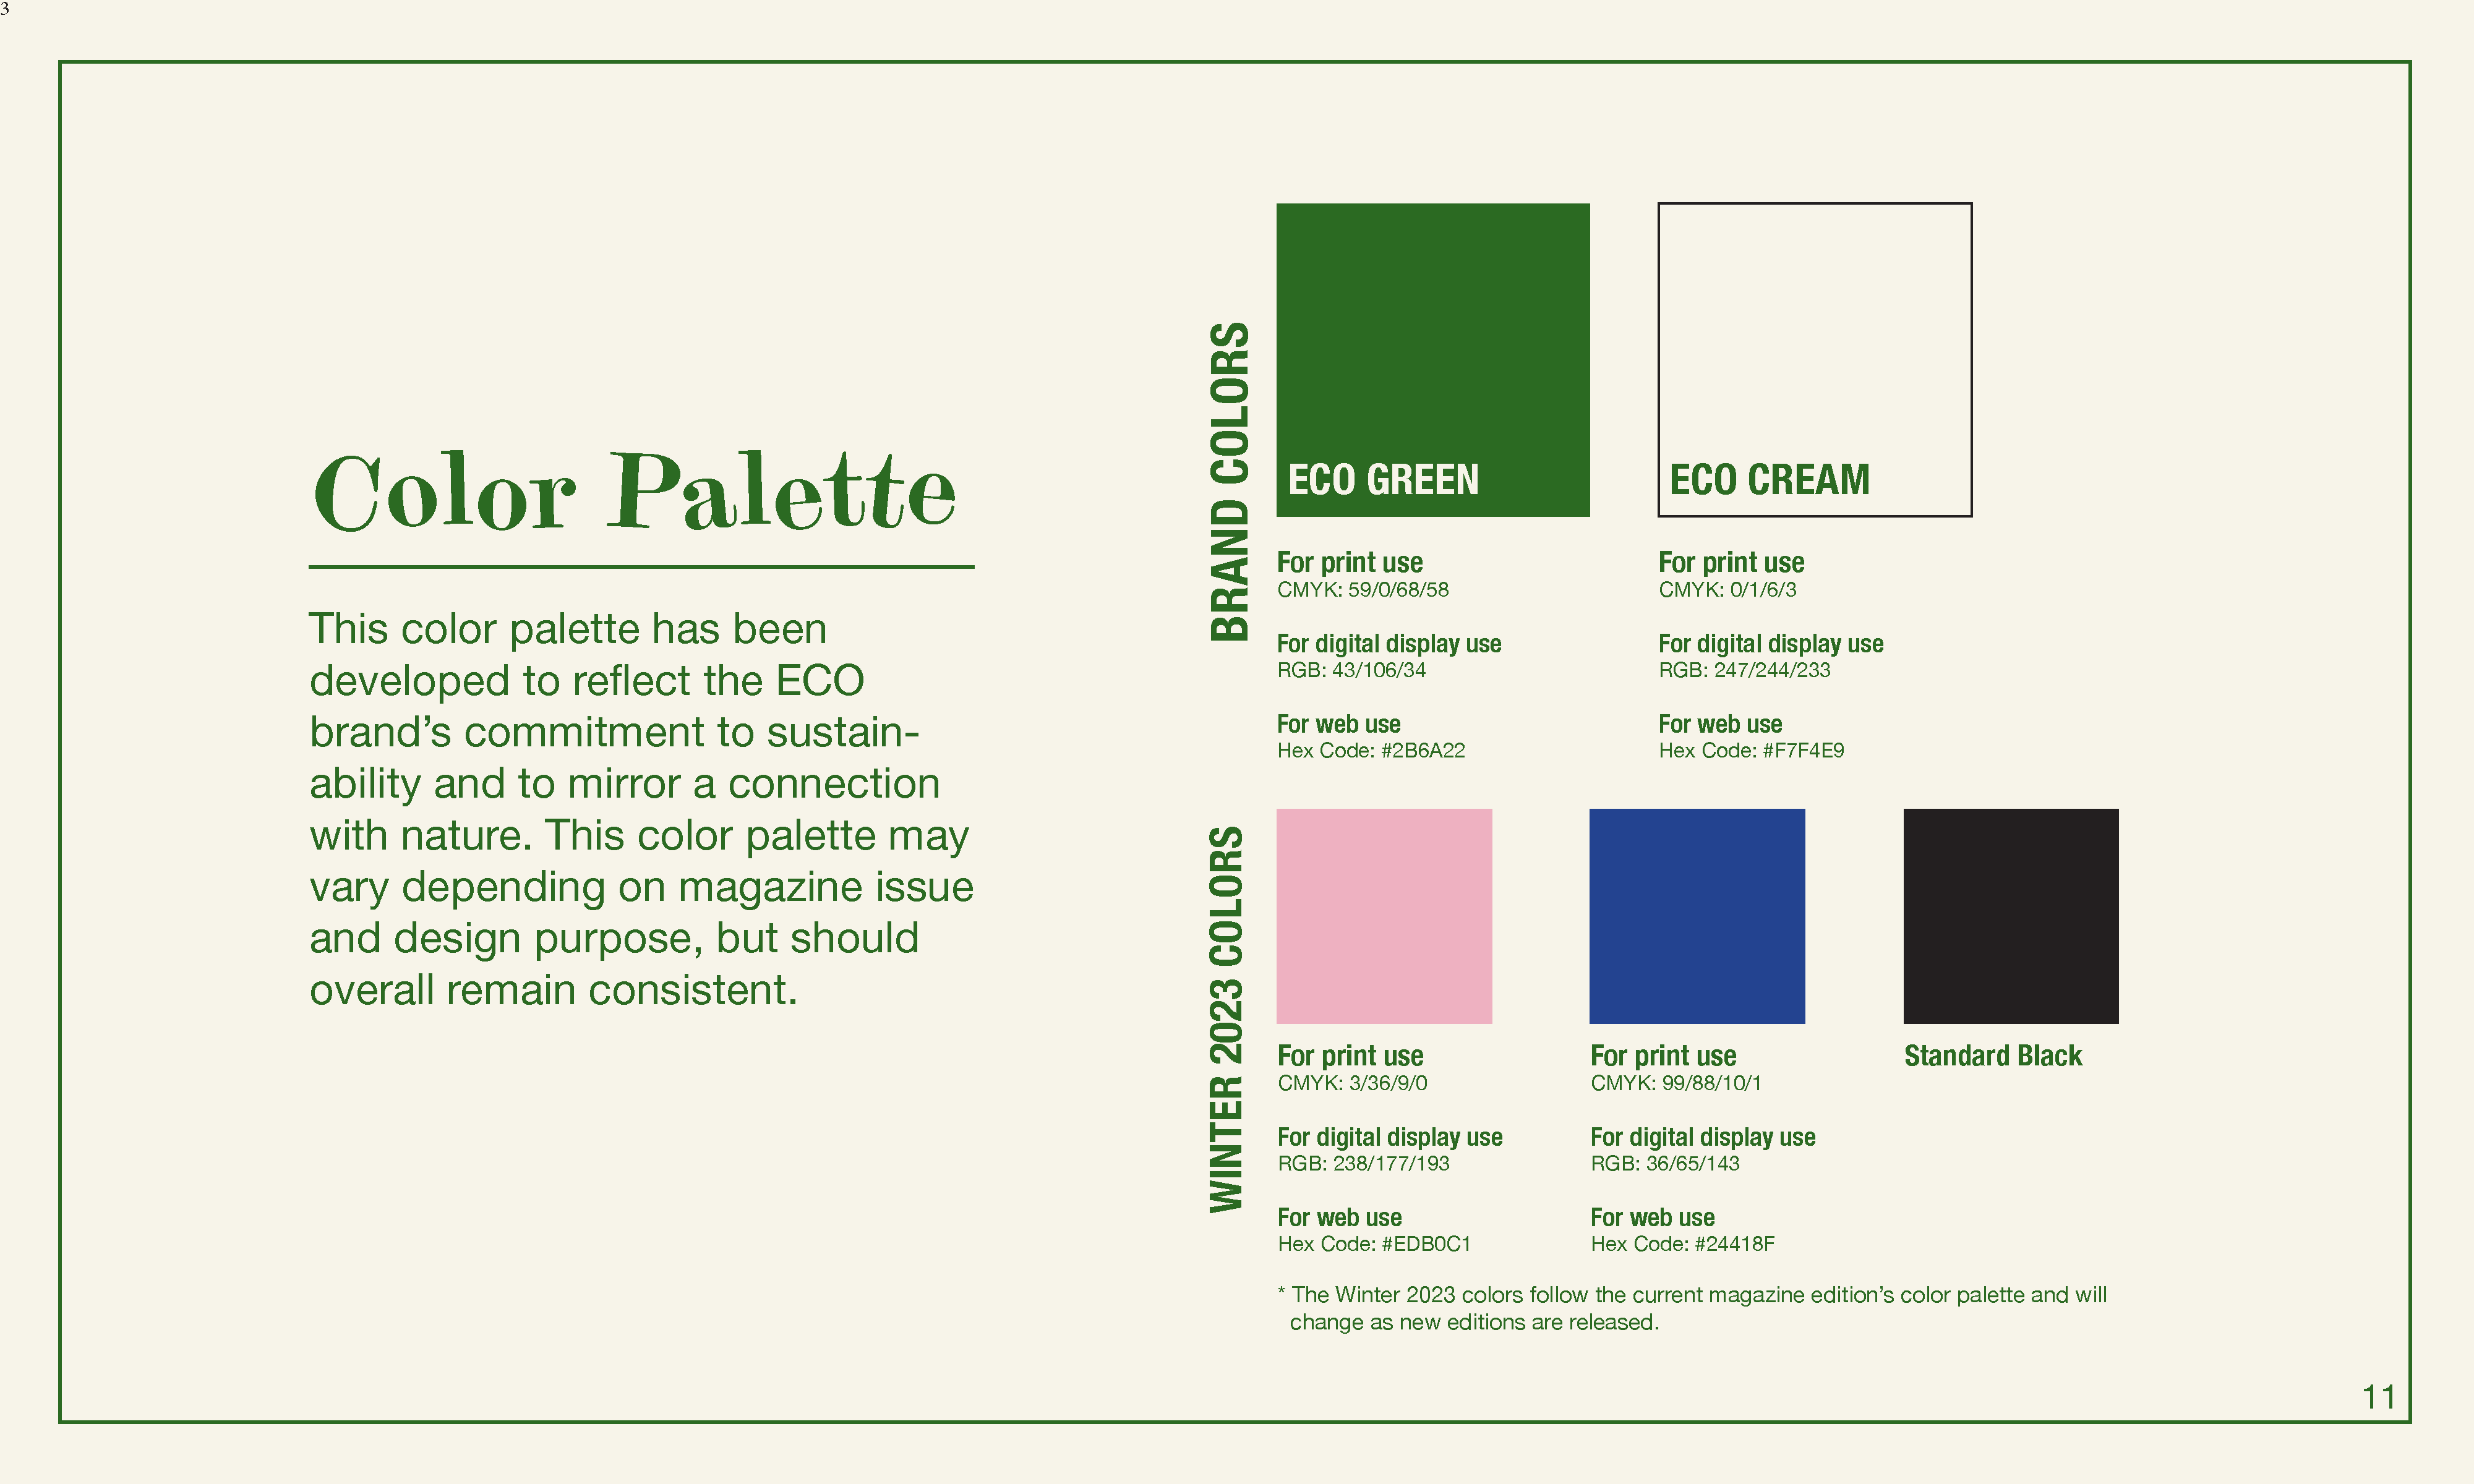 3
Color Palette
This color palette has been
developed to reflect the ECO
brand’s commitment to sustain-
ability and to mirror a connection
with nature. This color palette may
vary depending on magazine issue
and design purpose, but should
overall remain consistent.
BRAND COLORS
ECO GREEN
For print use
CMYK: 59/0/68/58
For digital display use
RGB: 43/106/34
For web use
Hex Code: #2B6A22
ECO CREAM
For print use
CMYK: 0/1/6/3
For digital display use
RGB: 247/244/233
For web use
Hex Code: #F7F4E9
WINTER 2023 COLORS
For print use
CMYK: 3/36/9/0
For digital display use
RGB: 238/177/193
For web use
Hex Code: #EDB0C1
For print use
CMYK: 99/88/10/1
For digital display use
RGB: 36/65/143
For web use
Hex Code: #24418F
Standard Black
* The Winter 2023 colors follow the current magazine edition’s color palette and will
change as new editions are released.
11